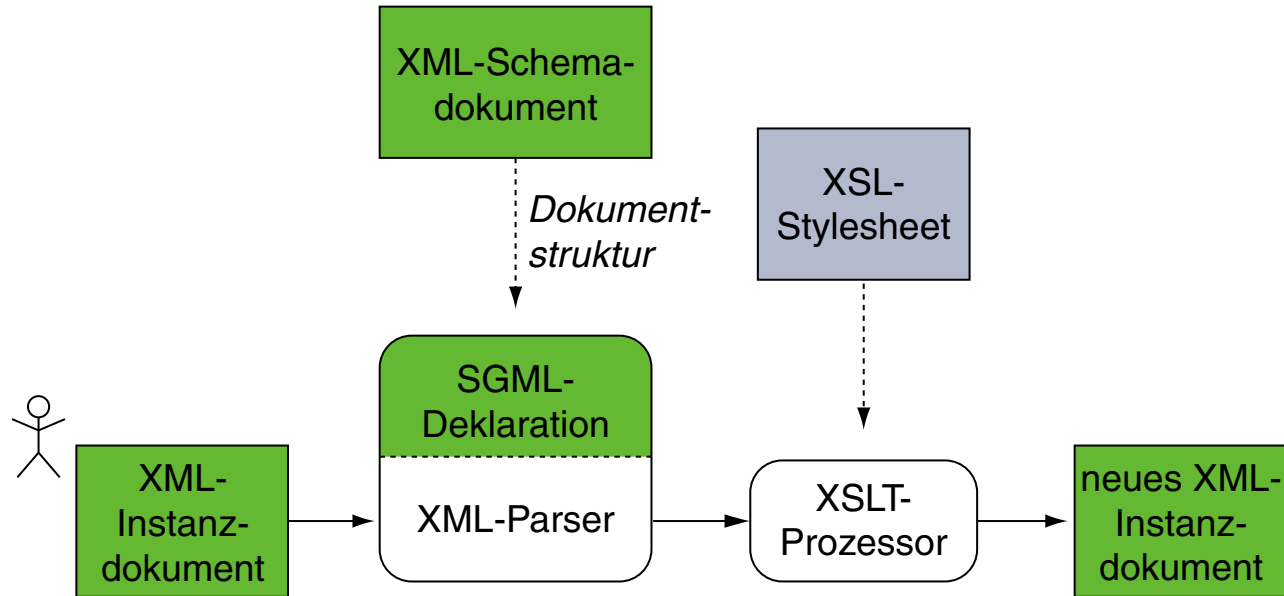 XML-Schema-
dokument
XSL-
Stylesheet
Dokument-
struktur
SGML-
Deklaration
XML-Parser
XML-
Instanz-
dokument
XSLT-
Prozessor
neues XML-
Instanz-
dokument